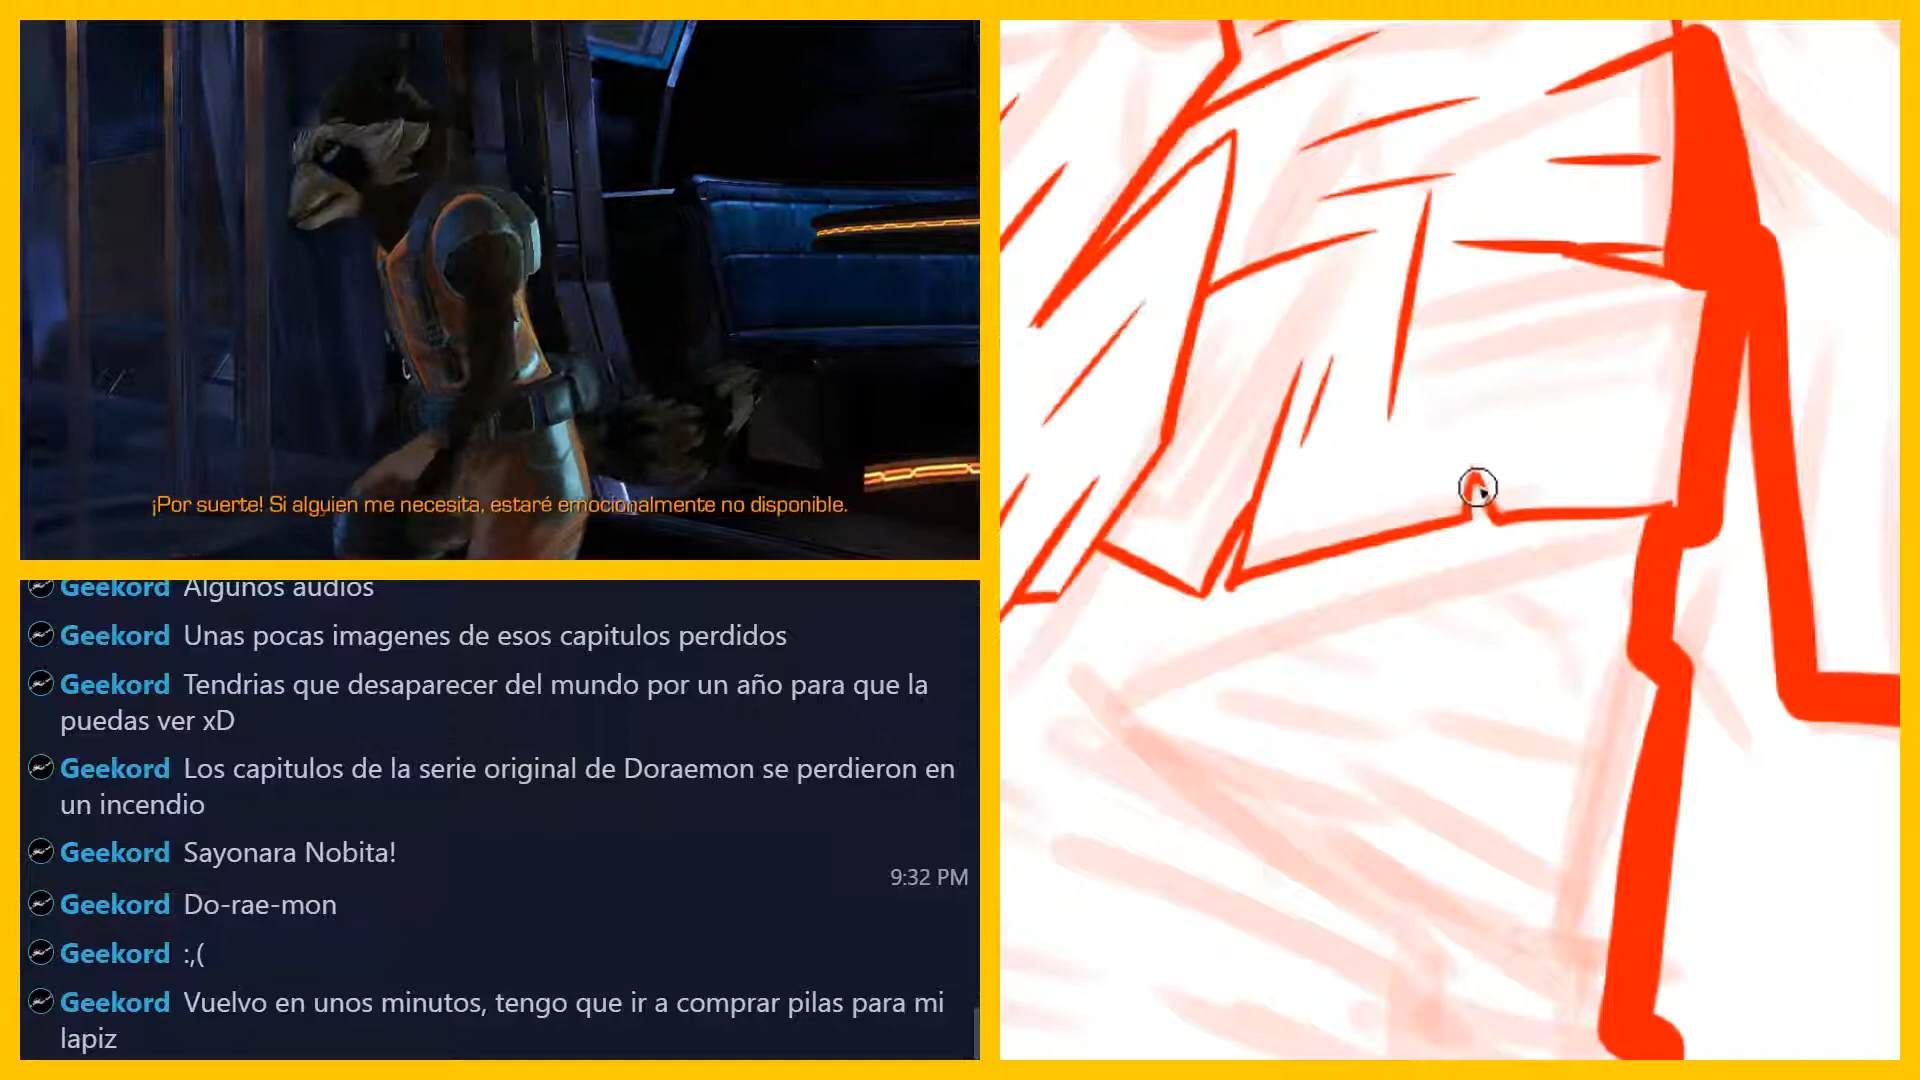 ¡Por suerte! Si alguien me necesita, estaré emocionalmente no disponible.
Geekord Algunos audios
Geekord Unas pocas imagenes de esos capitulos perdidos
Geekord Tendrias que desaparecer del mundo por un año para que la
puedas ver xD
Geekord Los capitulos de la serie original de Doraemon se perdieron en
un incendio
Geekord Sayonara Nobita!
9:32 PM
Geekord Do-rae-mon
Geekord :,(
Geekord Vuelvo en unos minutos, tengo que ir a comprar pilas para mi
lapiz